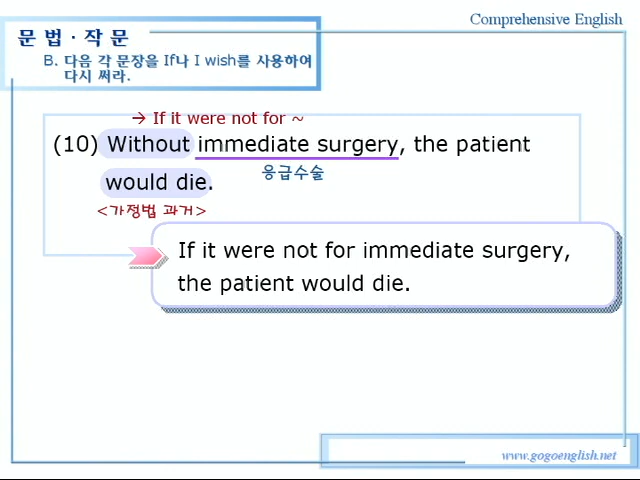 Comprehensive English
문 법 · 작 문
B. 다음 각 문장을 If나 I wish를 사용하여
다시 써라.
→ If it were not for ~
(10) Without immediate surgery, the patient
응급수술
would die.
<가정법 과거>
If it were not for immediate surgery,
the patient would die.
www.gogoenglish.net